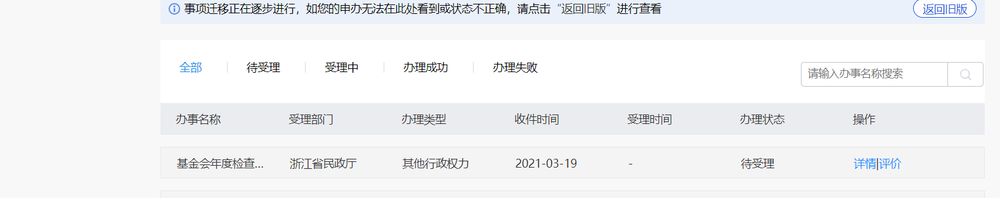 事项迁移正在逐步进行，如您的申办无法在此处看到或状态不正确，请点击“返回旧版”进行查看 返回旧版
全部 待受理 受理中 办理成功 办理失败 请输入办事名称搜索
办事名称 受理部门 办理类型 收件时间 受理时间 办理状态 操作
基金会年度检查... 浙江省民政厅 其他行政权力 2021-03-19 - 待受理 详情|评价